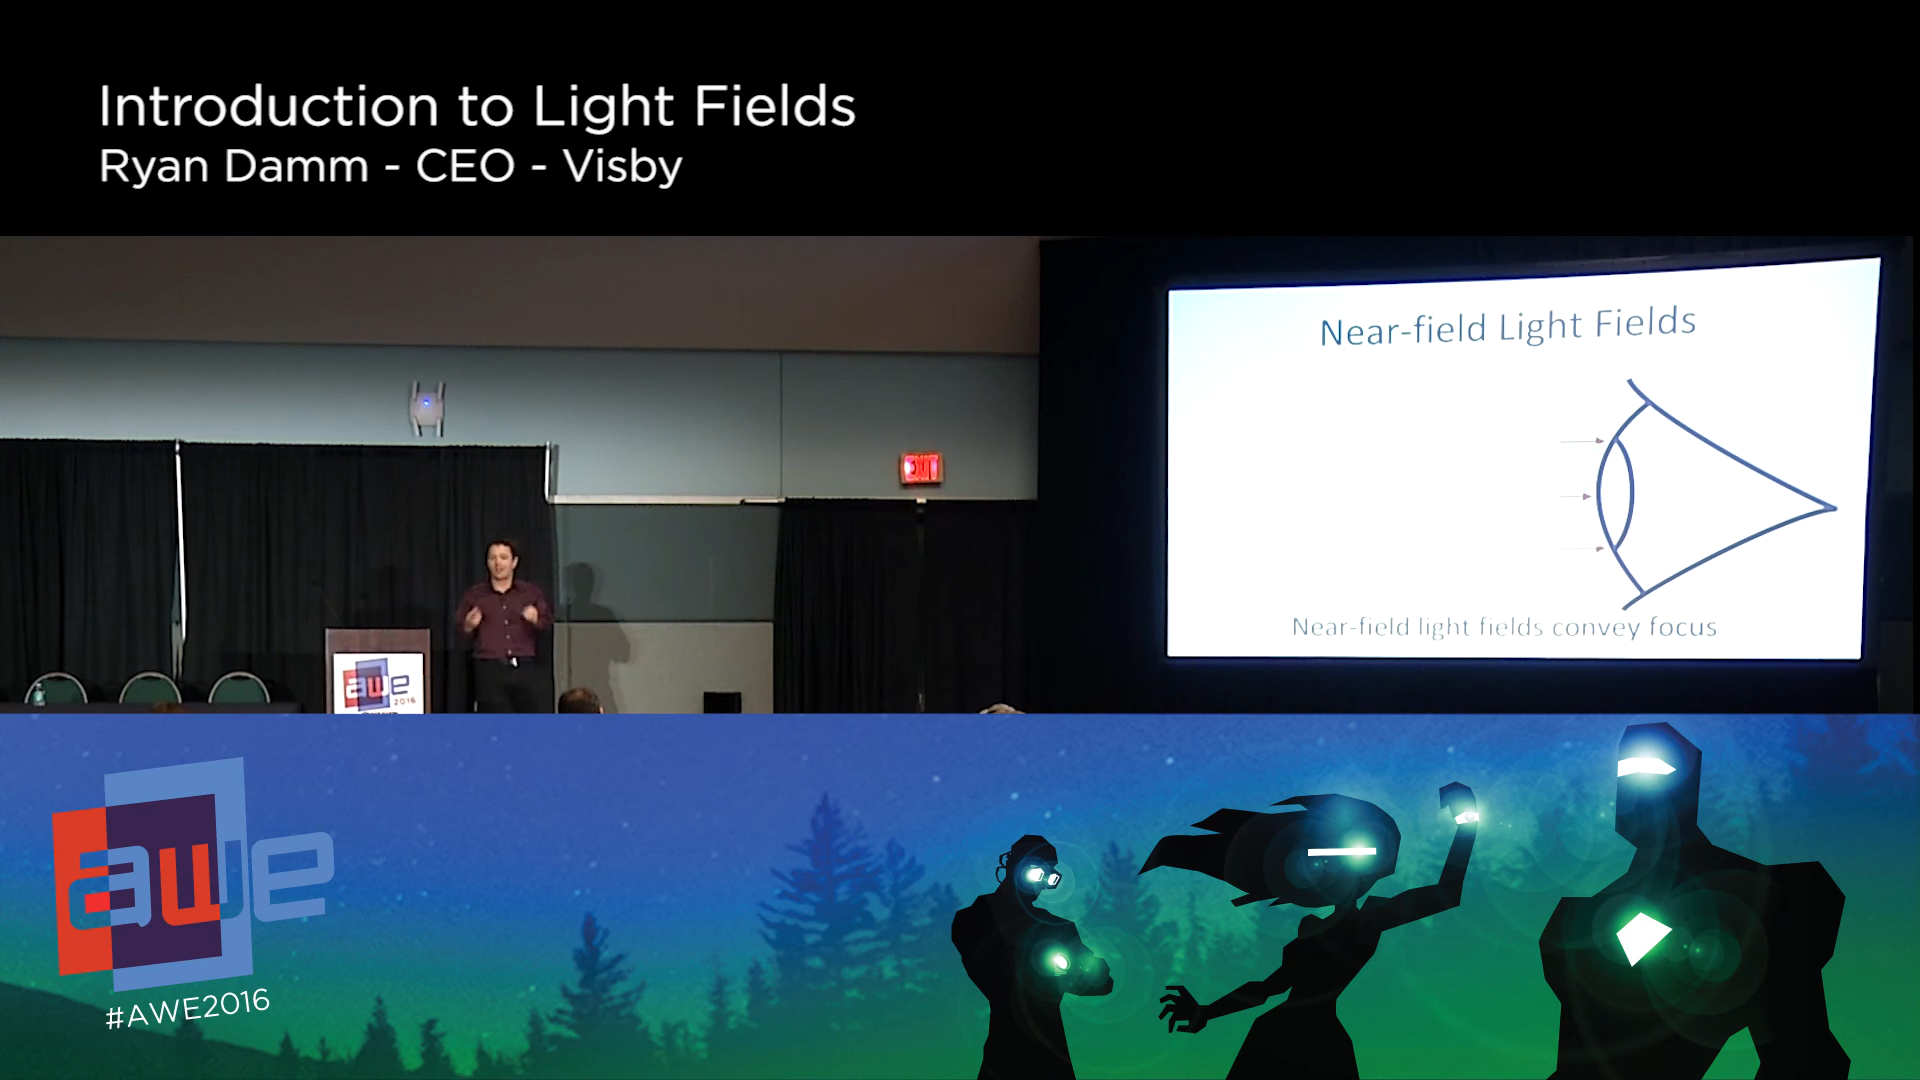 Introduction to Light Fields
Ryan Damm - CEO - Visby
Near-field Light Fields
EXIT
Near-field light fields convey focus
awe
2016
awe
#AWE2016